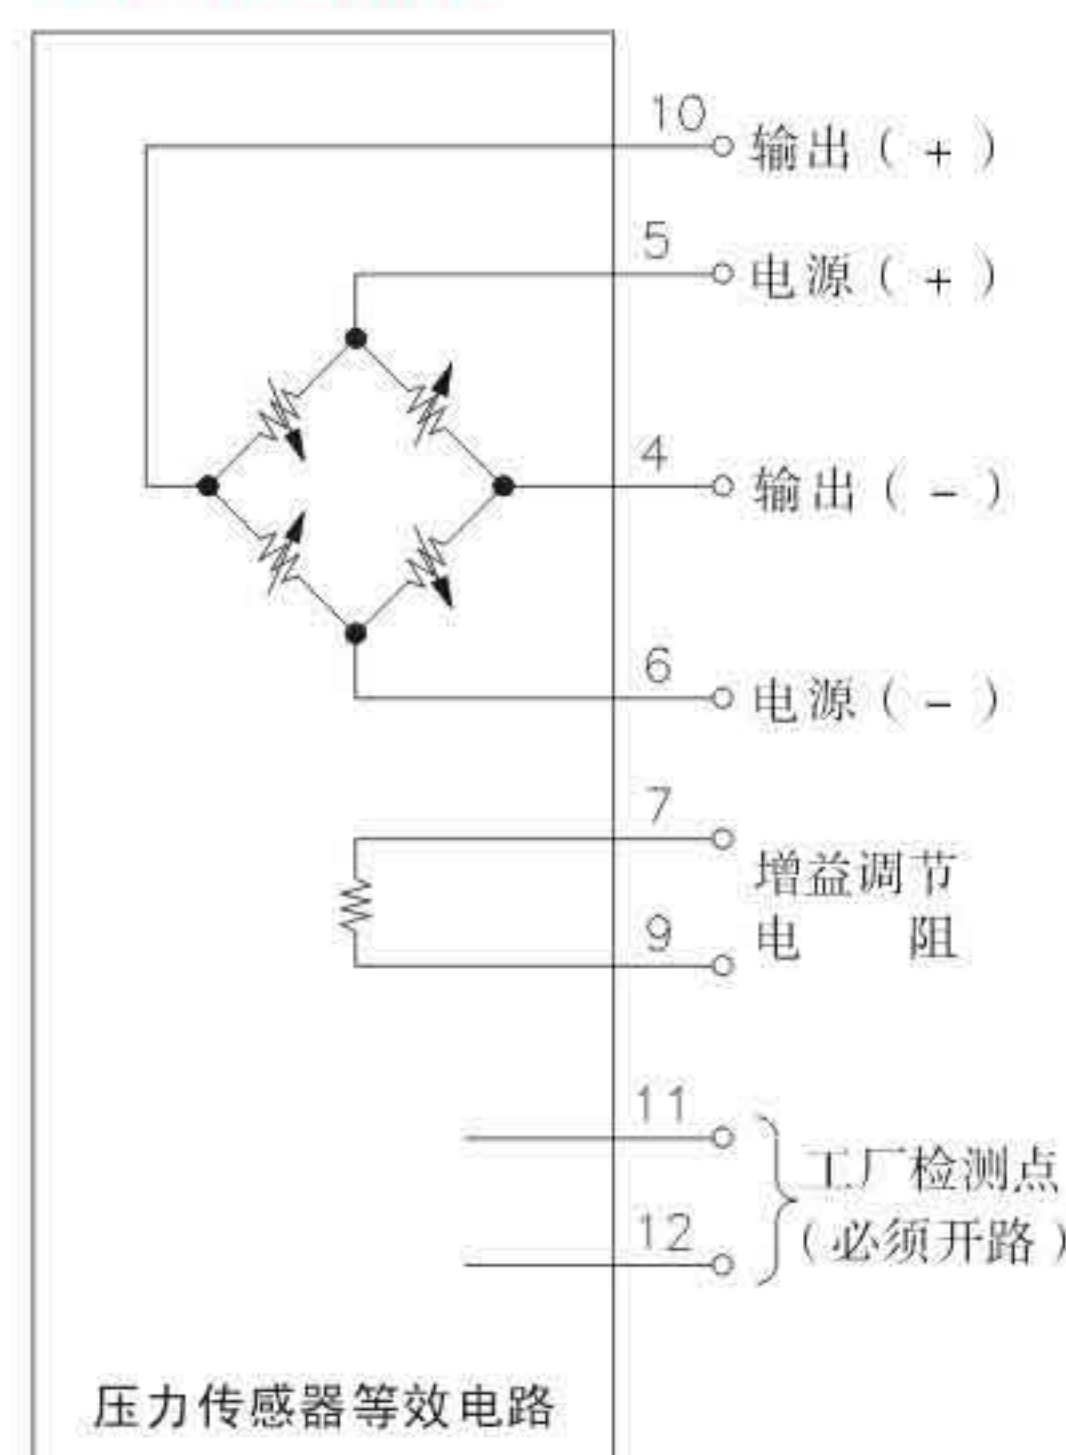 10
输出（+）
5
电源（+）
4
输出（-）
6
电源（-）
7
增益调节
9
电 阻
11
工厂检测点
12
（必须开路）
压力传感器等效电路